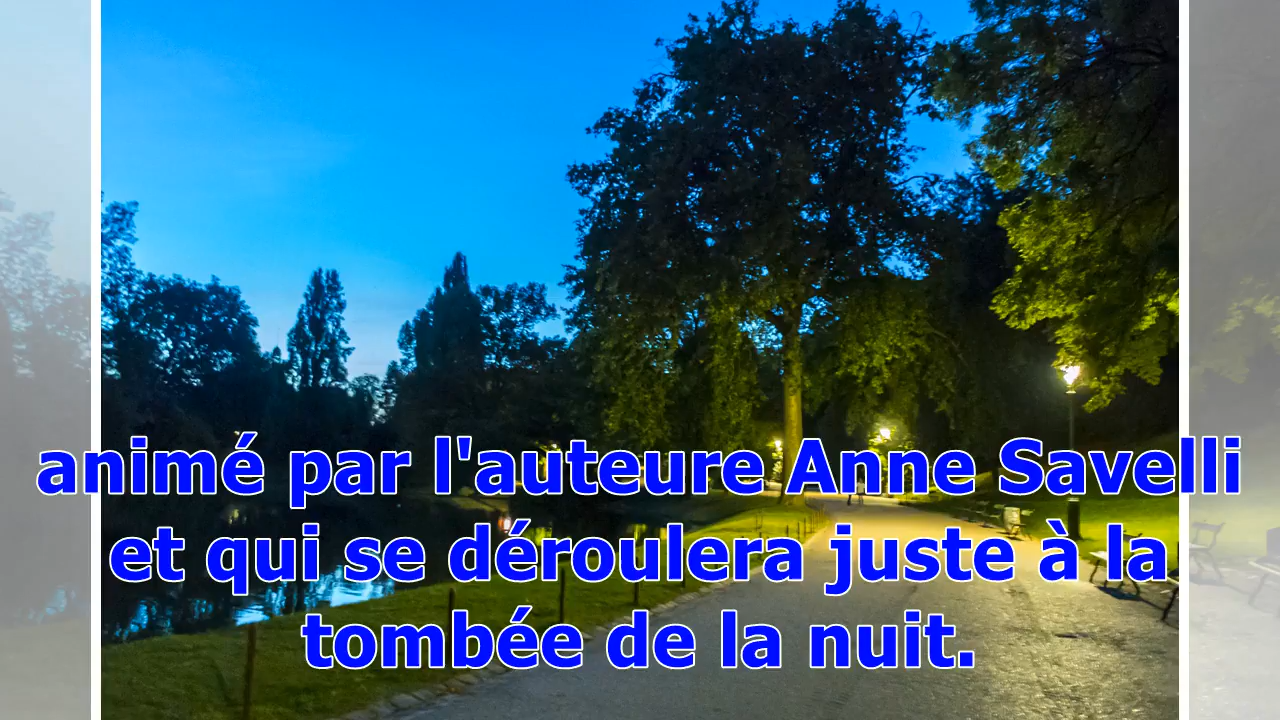 animé par l'auteure Anne Savelli
et qui se déroulera juste à la
tombée de la nuit.